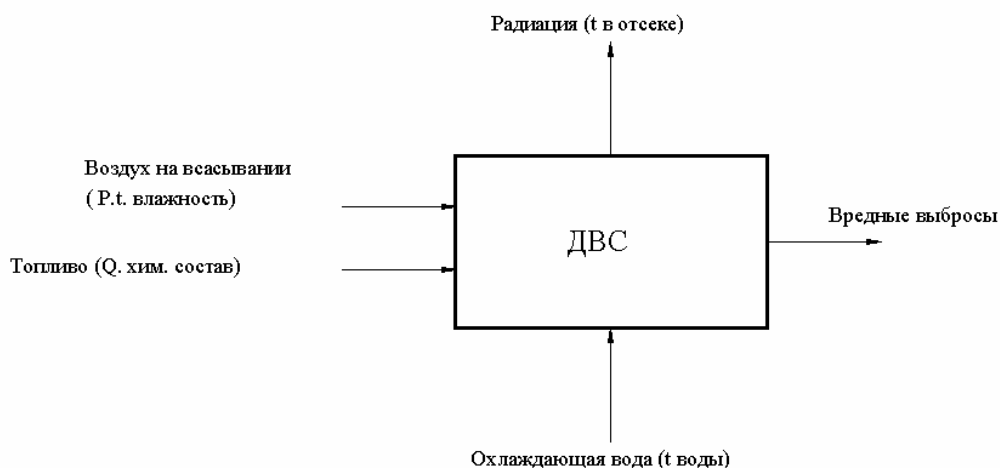 Радиация (t в отсеке)
Воздух на всасывании
( P.t. влажность)
Топливо (Q. хим. состав)
ДВС
Вредные выбросы
Охлаждающая вода (t воды)